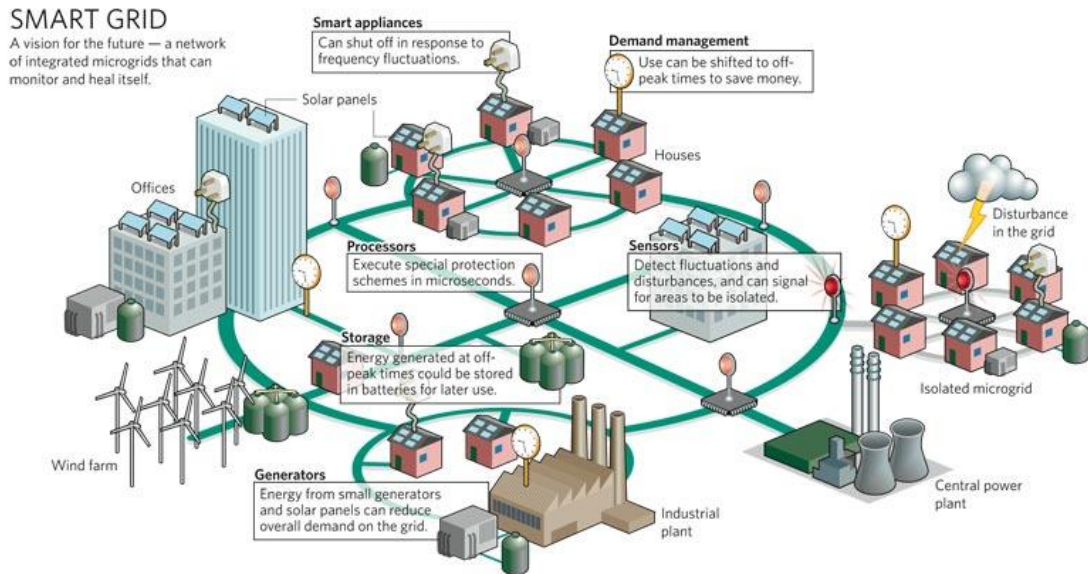 SMART GRID
A vision for the future — a network
of integrated microgrids that can
monitor and heal itself.
Smart appliances
Can shut off in response to
frequency fluctuations.
Demand management
Use can be shifted to off-
peak times to save money.
Solar panels
Houses
Offices
Disturbance
in the grid
Processors
Execute special protection
schemes in microseconds.
Sensors
Detect fluctuations and
disturbances, and can signal
for areas to be isolated.
Storage
Energy generated at off-
peak times could be stored
in batteries for later use.
Isolated microgrid
Wind farm
Generators
Energy from small generators
and solar panels can reduce
overall demand on the grid.
Industrial
plant
Central power
plant